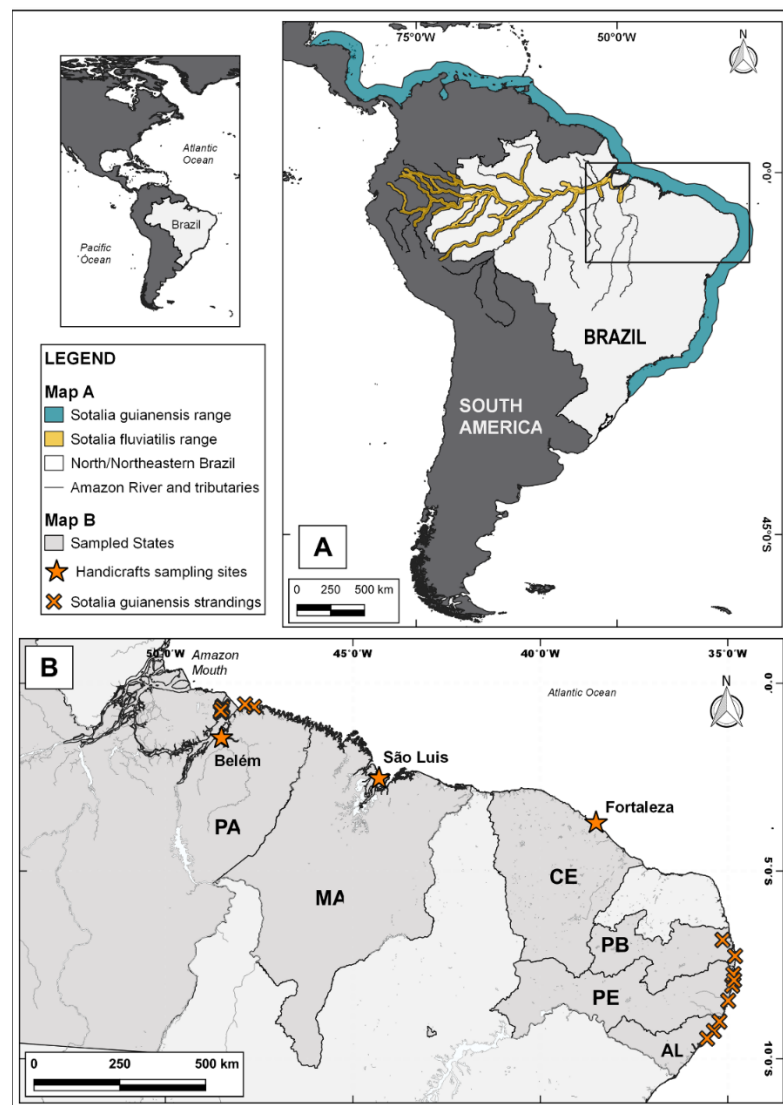 75°0'W
50°0'W
N
Atlantic
Ocean
0°0'
Brazil
Pacific
Ocean
LEGEND
Map A
Sotalia guianensis range
Sotalia fluviatilis range
North/Northeastern Brazil
Amazon River and tributaries
Map B
Sampled States
Handicrafts sampling sites
Sotalia guianensis strandings
BRAZIL
SOUTH
AMERICA
45°0'S
A
0 250 500 km
B
50°0'W
45°0'W
40°0'W
35°0'W
Amazon
Mouth
Atlantic Ocean
N
0°0'
Belém
São Luis
Fortaleza
PA
MA
CE
PB
PE
AL
5°0'S
10°0'S
0 250 500 km